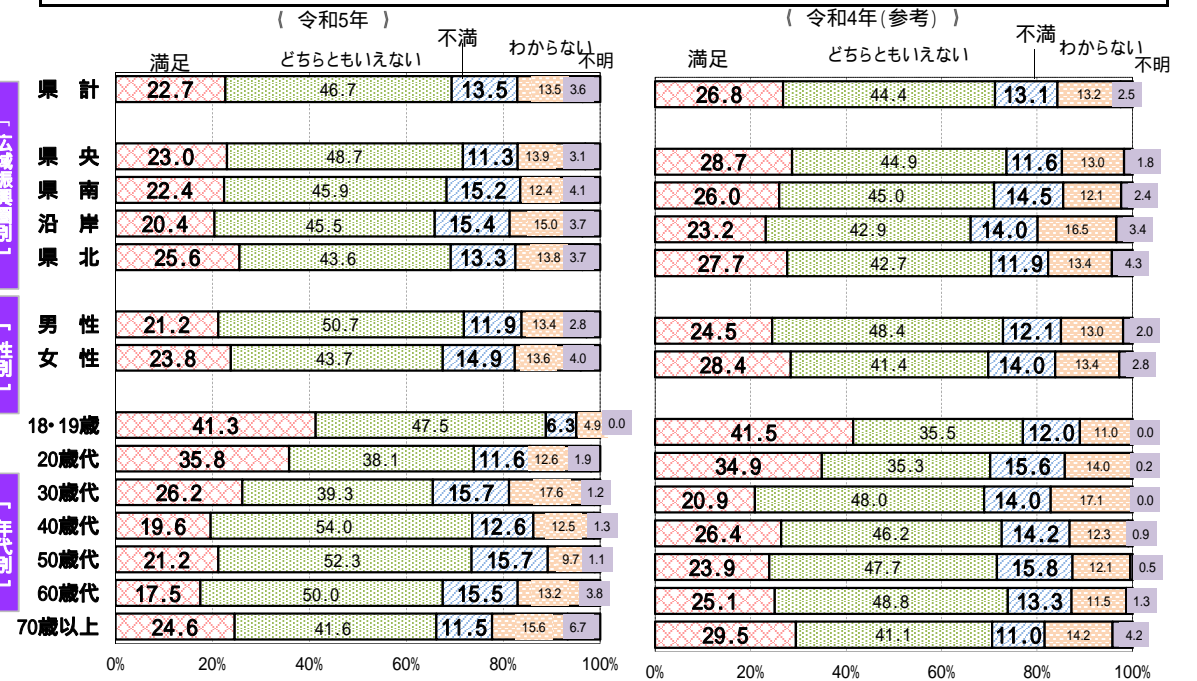 《 令和5年 》
満足 どちらともいえない 不満 わからない 不明
県 計 22.7 46.7 13.5 13.5 3.6
「広域振興圏別」
県 央 23.0 48.7 11.3 13.9 3.1
県 南 22.4 45.9 15.2 12.4 4.1
沿 岸 20.4 45.5 15.4 15.0 3.7
県 北 25.6 43.6 13.3 13.8 3.7
「性別」
男 性 21.2 50.7 11.9 13.4 2.8
女 性 23.8 43.7 14.9 13.6 4.0
「年代別」
18・19歳 41.3 47.5 6.3 4.9 0.0
20歳代 35.8 38.1 11.6 12.6 1.9
30歳代 26.2 39.3 15.7 17.6 1.2
40歳代 19.6 54.0 12.6 12.5 1.3
50歳代 21.2 52.3 15.7 9.7 1.1
60歳代 17.5 50.0 15.5 13.2 3.8
70歳以上 24.6 41.6 11.5 15.6 6.7
0% 20% 40% 60% 80% 100%
《 令和4年(参考) 》
満足 どちらともいえない 不満 わからない 不明
26.8 44.4 13.1 13.2 2.5
28.7 44.9 11.6 13.0 1.8
26.0 45.0 14.5 12.1 2.4
23.2 42.9 14.0 16.5 3.4
27.7 42.7 11.9 13.4 4.3
24.5 48.4 12.1 13.0 2.0
28.4 41.4 14.0 13.4 2.8
41.5 35.5 12.0 11.0 0.0
34.9 35.3 15.6 14.0 0.2
20.9 48.0 14.0 17.1 0.0
26.4 46.2 14.2 12.3 0.9
23.9 47.7 15.8 12.1 0.5
25.1 48.8 13.3 11.5 1.3
29.5 41.1 11.0 14.2 4.2
0% 20% 40% 60% 80% 100%